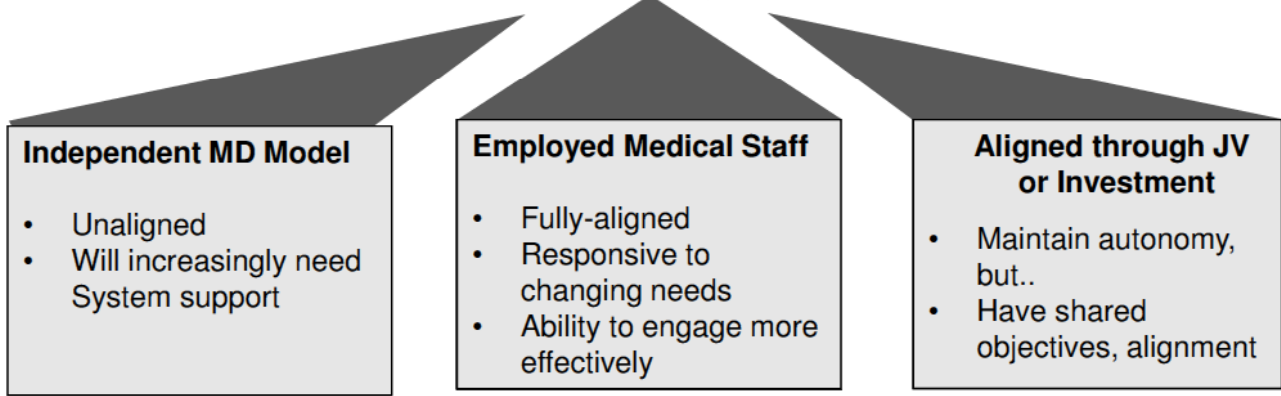 Independent MD Model
• Unaligned
• Will increasingly need
System support
Employed Medical Staff
• Fully-aligned
• Responsive to
changing needs
• Ability to engage more
effectively
Aligned through JV
or Investment
• Maintain autonomy,
but..
• Have shared
objectives, alignment